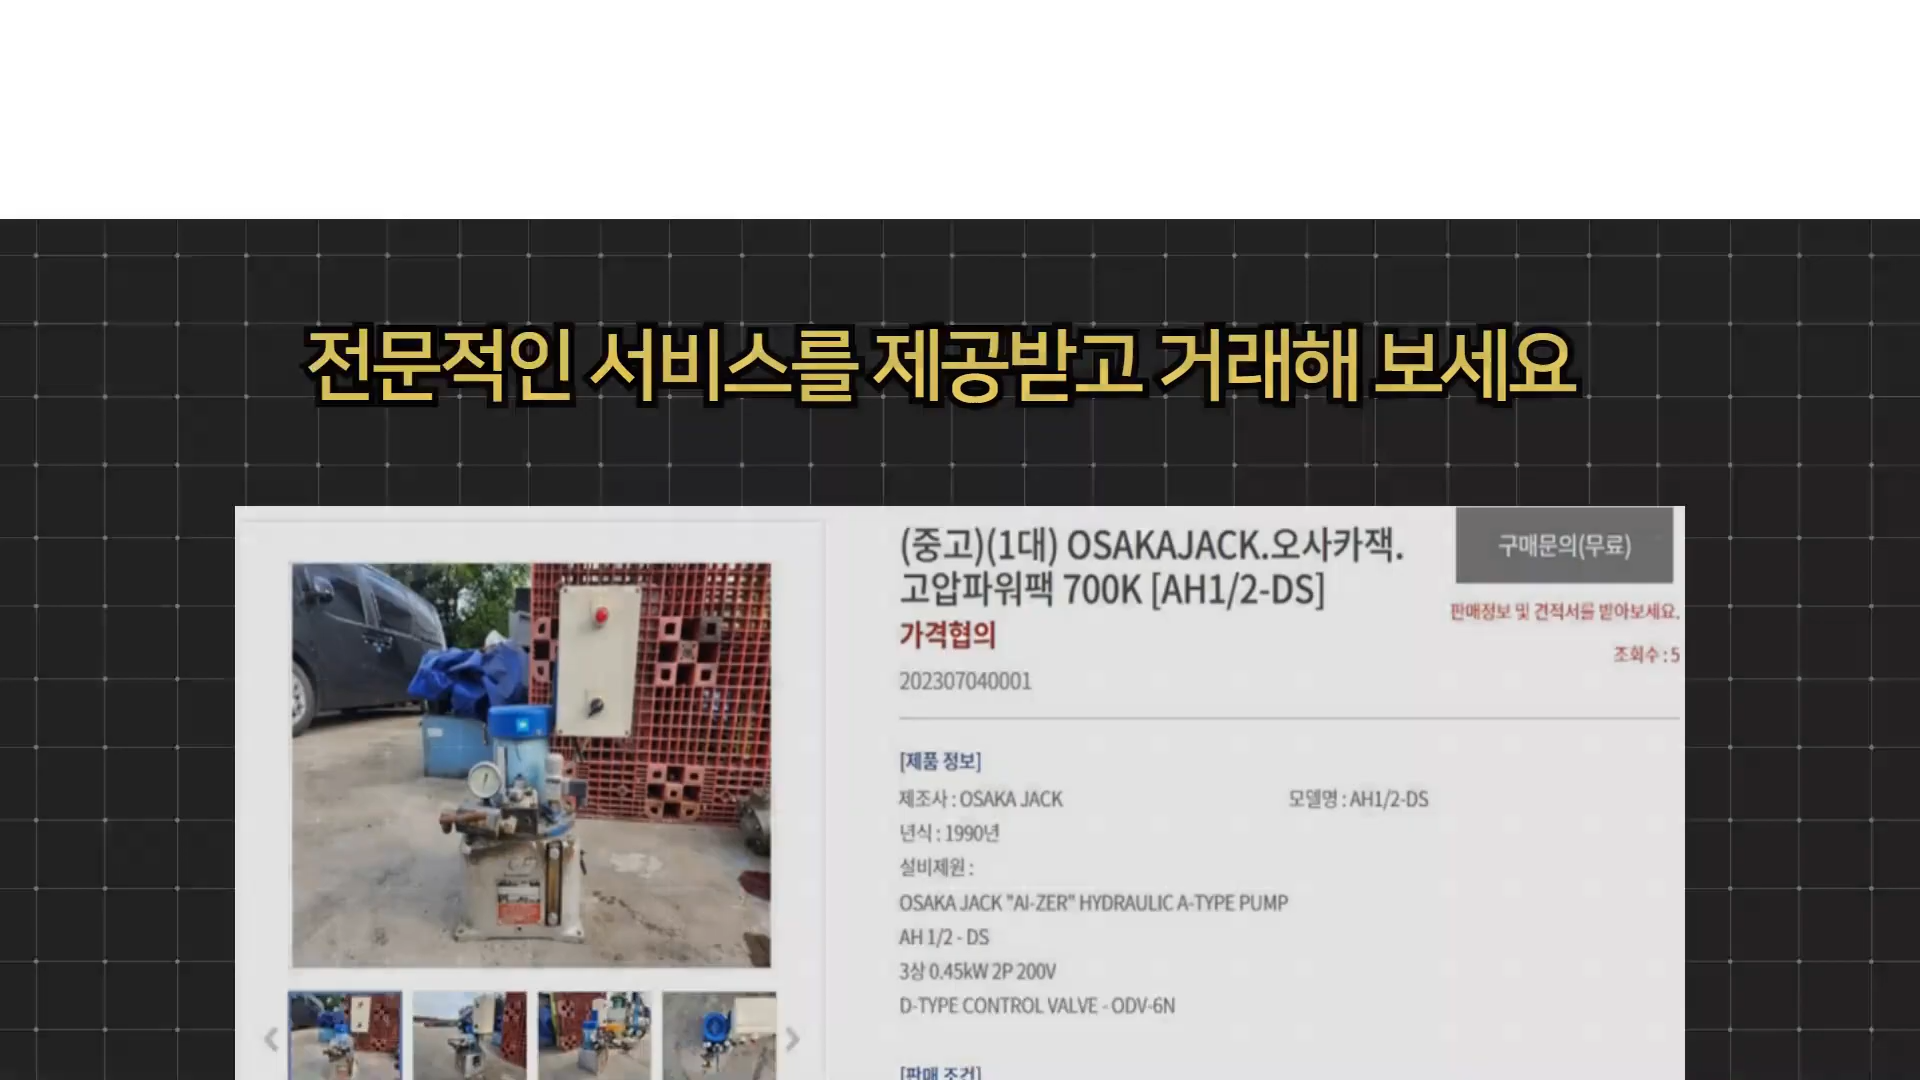 전문적인 서비스를 제공받고 거래해 보세요
(중고)(1대) OSAKAJACK.오사카잭.
고압파워팩 700K [AH1/2-DS]
가격협의
202307040001
구매문의(무료)
판매정보 및 견적서를 받아보세요.
조회수 : 5
[제품 정보]
제조사 : OSAKA JACK
모델명 : AH1/2-DS
년식 : 1990년
설비제원 :
OSAKA JACK "AI-ZER" HYDRAULIC A-TYPE PUMP
AH 1/2 - DS
3상 0.45kW 2P 200V
D-TYPE CONTROL VALVE - ODV-6N
[판매 조건]